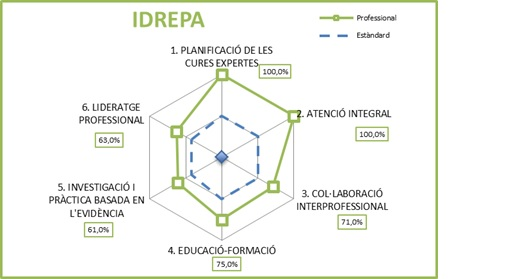 IDREPA
Professional
Estàndard
1. PLANIFICACIÓ DE LES
CURES EXPERTES
100,0%
2. ATENCIÓ INTEGRAL
100,0%
3. COL·LABORACIÓ
INTERPROFESSIONAL
71,0%
4. EDUCACIÓ-FORMACIÓ
75,0%
5. INVESTIGACIÓ I
PRÀCTICA BASADA EN
L'EVIDÈNCIA
61,0%
6. LIDERATGE
PROFESSIONAL
63,0%